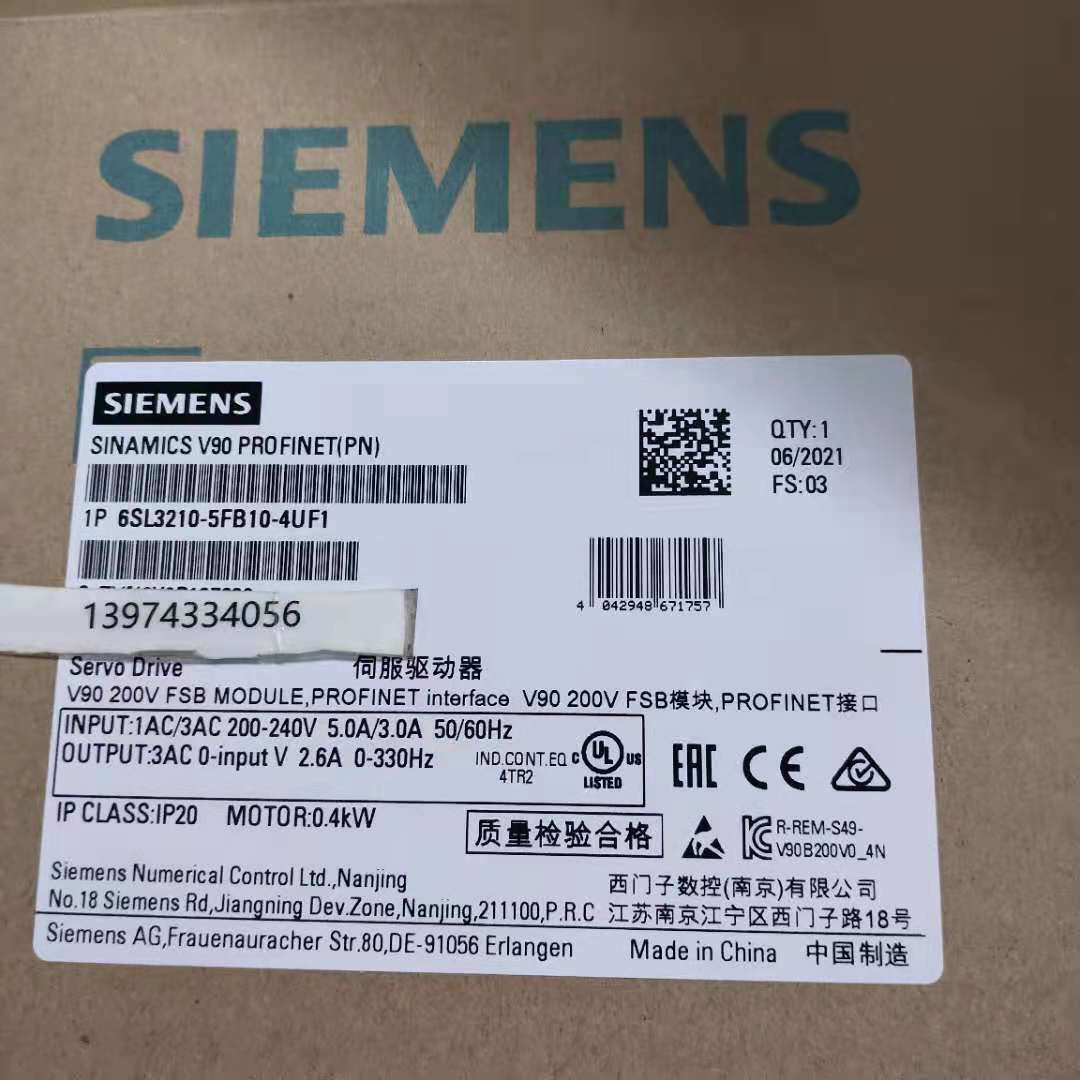 SIEMENS
SIEMENS
SINAMICS V90 PROFINET(PN)
QTY:1
06/2021
FS:03
1P 6SL3210-5FB10-4UF1
4 042948 671757
13974334056
Servo Drive 伺服驱动器
V90 200V FSB MODULE,PROFINET interface V90 200V FSB模块,PROFINET接口
INPUT:1AC/3AC 200-240V 5.0A/3.0A 50/60Hz
OUTPUT:3AC 0-input V 2.6A 0-330Hz
IND.CONT.EQ
4TR2
C UL US
LISTED
EAC CE
IP CLASS:IP20 MOTOR:0.4kW
质量检验合格
R-REM-S49-
V90B200V0_4N
Siemens Numerical Control Ltd.,Nanjing 西门子数控(南京)有限公司
No.18 Siemens Rd,Jiangning Dev.Zone,Nanjing,211100,P.R.C 江苏南京江宁区西门子路18号
Siemens AG,Frauenauracher Str.80,DE-91056 Erlangen Made in China 中国制造